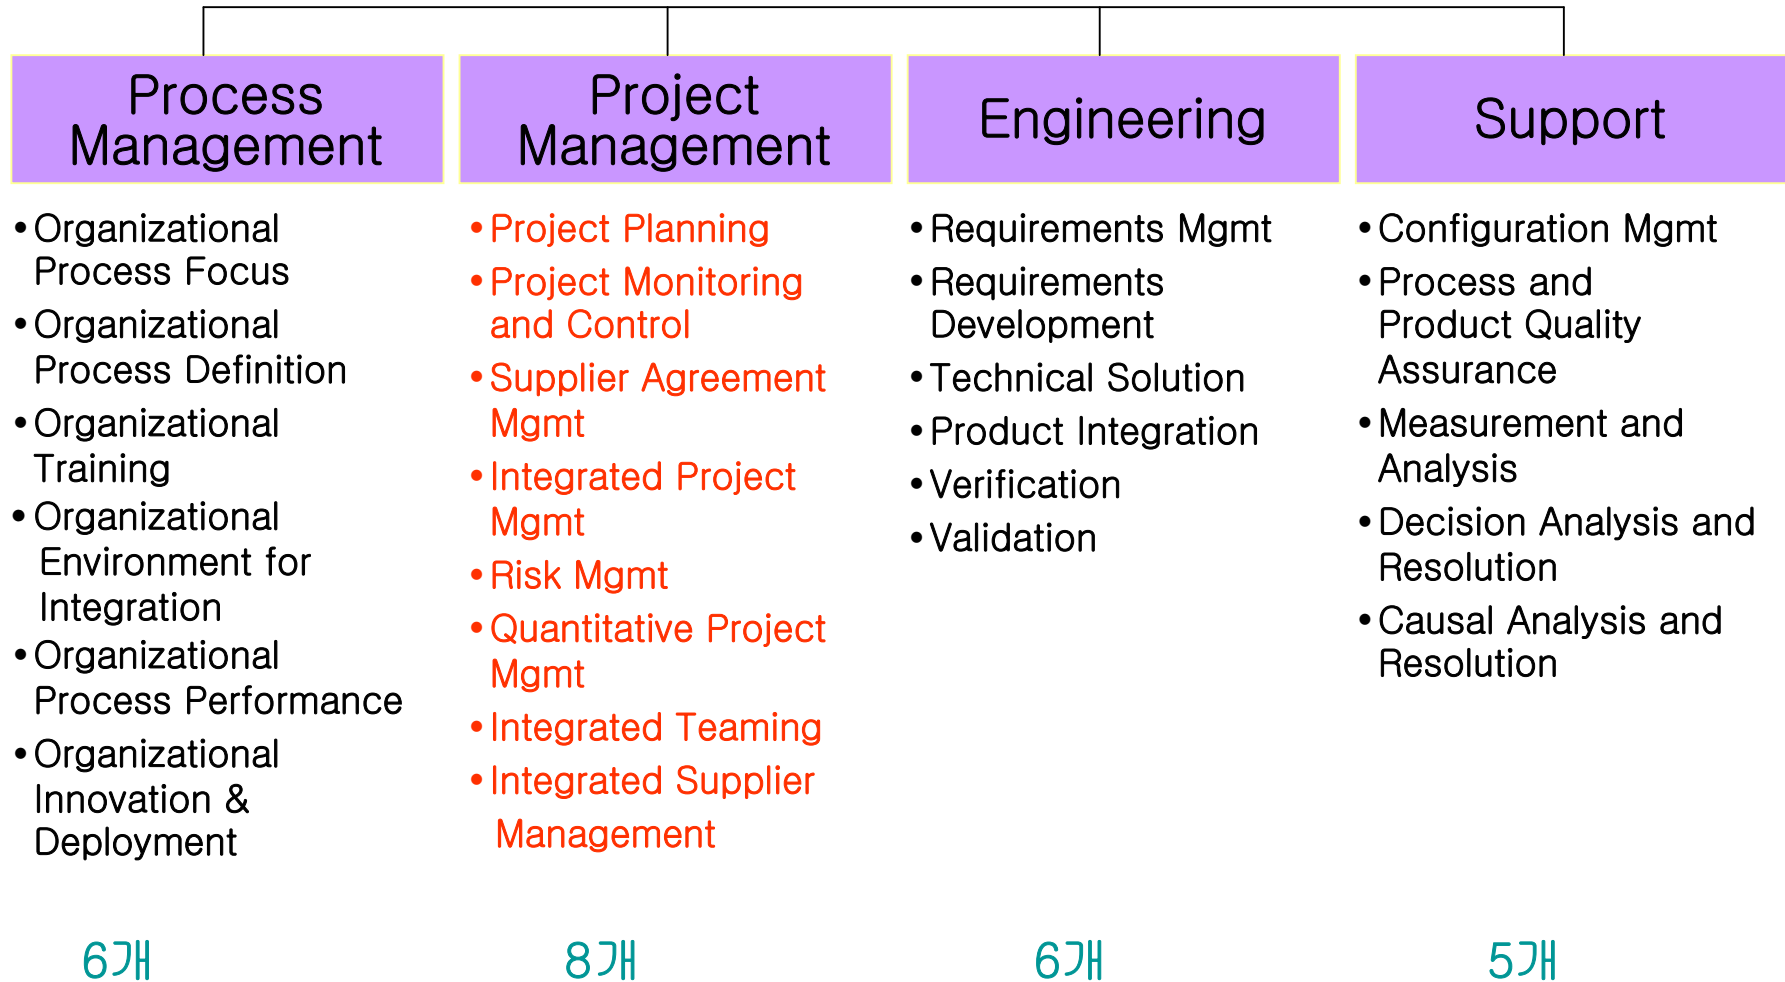 Process
Management
• Organizational
Process Focus
• Organizational
Process Definition
• Organizational
Training
• Organizational
Environment for
Integration
• Organizational
Process Performance
• Organizational
Innovation &
Deployment
6개
Project
Management
• Project Planning
• Project Monitoring
and Control
• Supplier Agreement
Mgmt
• Integrated Project
Mgmt
• Risk Mgmt
• Quantitative Project
Mgmt
• Integrated Teaming
• Integrated Supplier
Management
8개
Engineering
• Requirements Mgmt
• Requirements
Development
• Technical Solution
• Product Integration
• Verification
• Validation
6개
Support
• Configuration Mgmt
• Process and
Product Quality
Assurance
• Measurement and
Analysis
• Decision Analysis and
Resolution
• Causal Analysis and
Resolution
5개